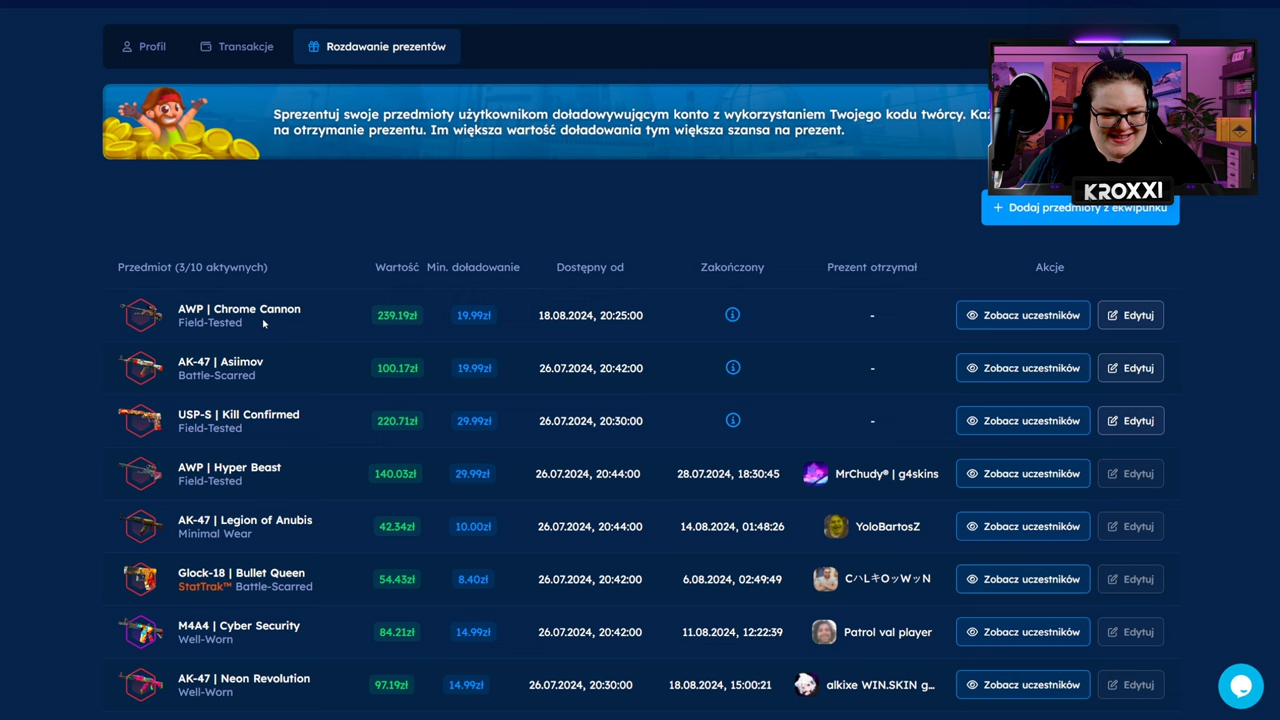 Profil
Transakcje
Rozdawanie prezentów
Sprezentuj swoje przedmioty użytkownikom doładowywującym konto z wykorzystaniem Twojego kodu twórcy.
na otrzymanie prezentu. Im większa wartość doładowania tym większa szansa na prezent.
KROXXI
+ Dodaj przedmioty z ekwipunku
Przedmiot (3/10 aktywnych) Wartość Min. doładowanie Dostępny od Zakończony Prezent otrzymał Akcje
AWP | Chrome Cannon
Field-Tested
239.19zł 19.99zł 18.08.2024, 20:25:00 - Zobacz uczestników Edytuj
AK-47 | Asiimov
Battle-Scarred
100.17zł 19.99zł 26.07.2024, 20:42:00 - Zobacz uczestników Edytuj
USP-S | Kill Confirmed
Field-Tested
220.71zł 29.99zł 26.07.2024, 20:30:00 - Zobacz uczestników Edytuj
AWP | Hyper Beast
Field-Tested
140.03zł 29.99zł 26.07.2024, 20:44:00 28.07.2024, 18:30:45 MrChudy® | g4skins Zobacz uczestników Edytuj
AK-47 | Legion of Anubis
Minimal Wear
42.34zł 10.00zł 26.07.2024, 20:44:00 14.08.2024, 01:48:26 YoloBartosZ Zobacz uczestników Edytuj
Glock-18 | Bullet Queen
StatTrak™ Battle-Scarred
54.43zł 8.40zł 26.07.2024, 20:42:00 6.08.2024, 02:49:49 CハLキOッWッN Zobacz uczestników Edytuj
M4A4 | Cyber Security
Well-Worn
84.21zł 14.99zł 26.07.2024, 20:42:00 11.08.2024, 12:22:39 Patrol val player Zobacz uczestników Edytuj
AK-47 | Neon Revolution
Well-Worn
97.19zł 14.99zł 26.07.2024, 20:30:00 18.08.2024, 15:00:21 alkixe WIN.SKIN g... Zobacz uczestników Edytuj